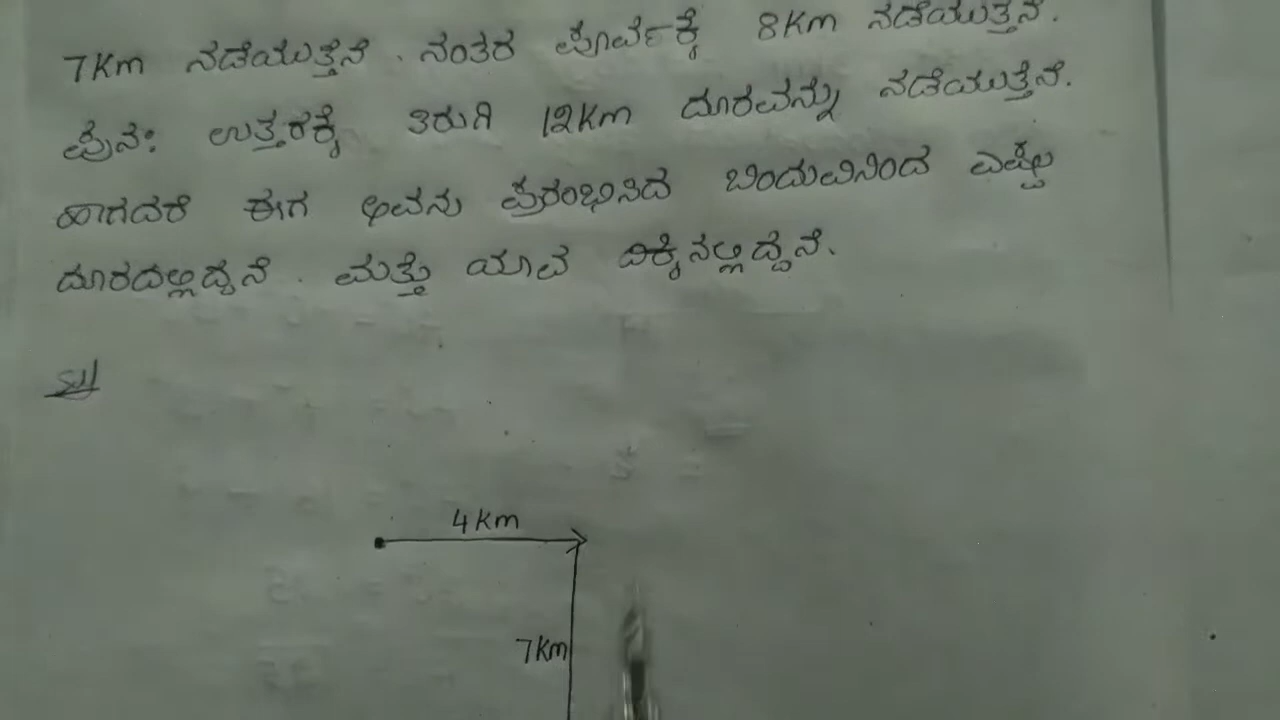 7Km ನಡೆಯುತ್ತೆನೆ . ನಂತರ ಪೂರ್ವಕ್ಕೆ 8Km ನಡೆಯುತ್ತನೆ.
ಪುನಃ ಉತ್ತರಕ್ಕೆ ತಿರುಗಿ 12Km ದೂರವನ್ನು ನಡೆಯುತ್ತೆನೆ.
ಹಾಗದರೆ ಈಗ ಅವನು ಪ್ರರಂಭಿಸಿದ ಬಿಂದುವಿನಿಂದ ಎಷ್ಟು
ದೂರದಲ್ಲಿದ್ದನೆ . ಮತ್ತು ಯಾವ ದಿಕ್ಕಿನಲ್ಲಿದ್ದನೆ.
4Km
7Km